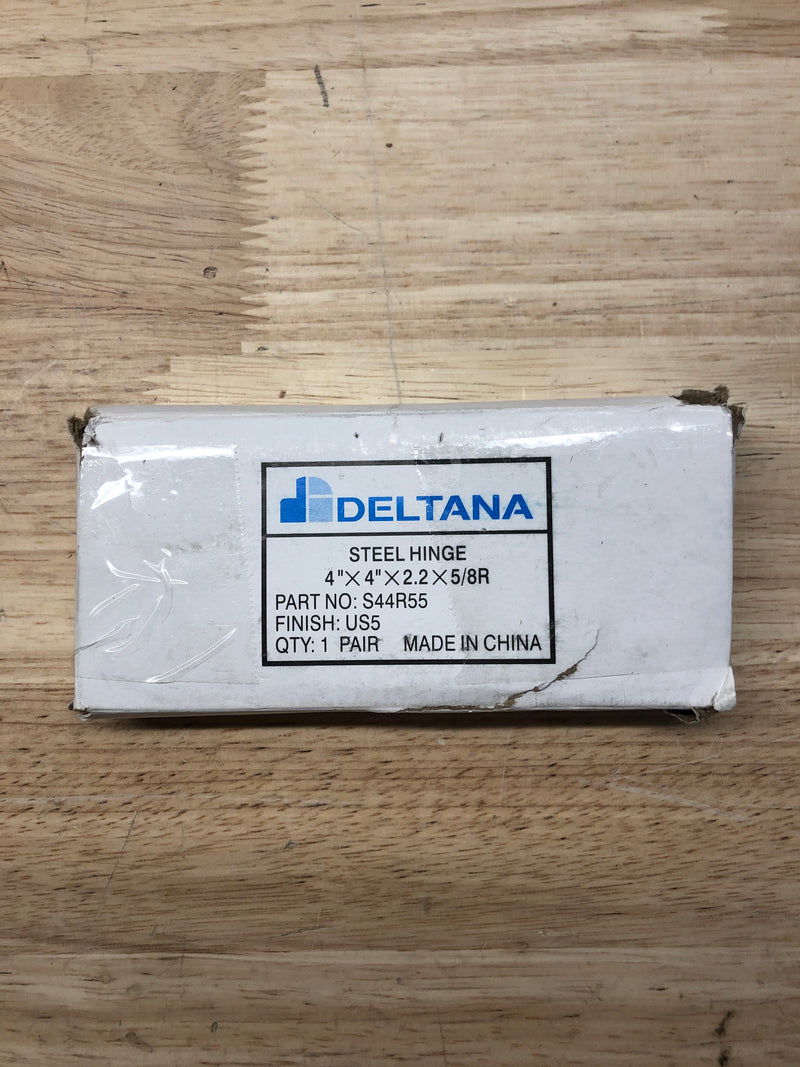 DELTANA
STEEL HINGE
4"×4"×2.2×5/8R
PART NO: S44R55
FINISH: US5
QTY: 1 PAIR MADE IN CHINA